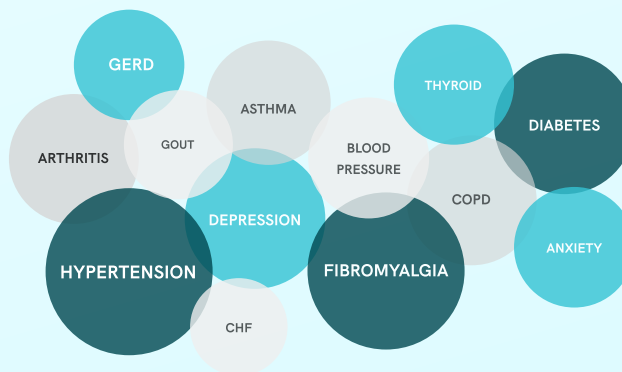 GERD
THYROID
ASTHMA
DIABETES
GOUT
BLOOD
PRESSURE
ARTHRITIS
COPD
DEPRESSION
ANXIETY
HYPERTENSION
FIBROMYALGIA
CHF